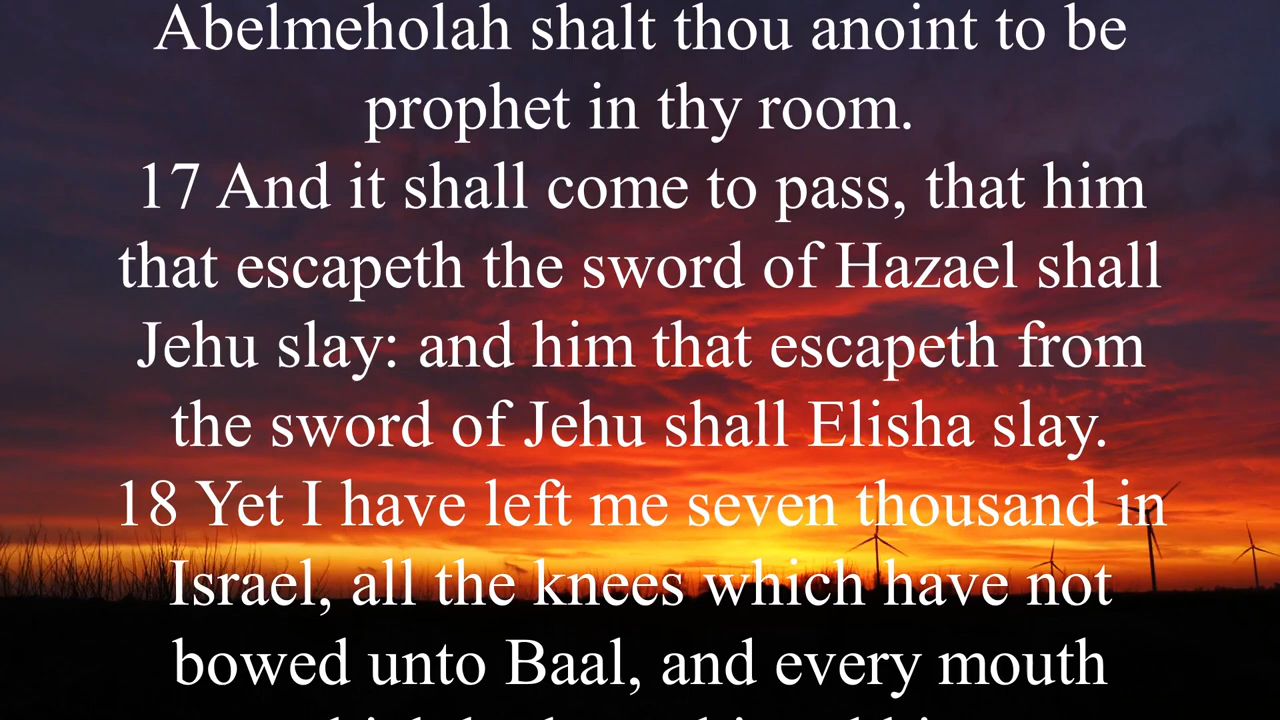 Abelmeholah shalt thou anoint to be
prophet in thy room.
17 And it shall come to pass, that him
that escapeth the sword of Hazael shall
Jehu slay: and him that escapeth from
the sword of Jehu shall Elisha slay.
18 Yet I have left me seven thousand in
Israel, all the knees which have not
bowed unto Baal, and every mouth